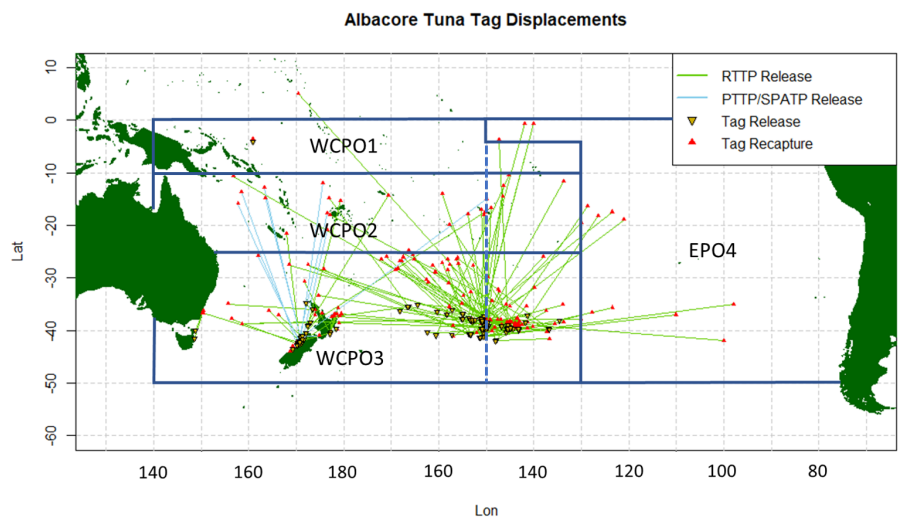 Albacore Tuna Tag Displacements
RTTP Release
PTTP/SPATP Release
Tag Release
Tag Recapture
10
0
-10
-20
-30
-40
-50
-60
Lat
WCPO1
WCPO2
EPO4
WCPO3
140 160 180 160 140 120 100 80
Lon